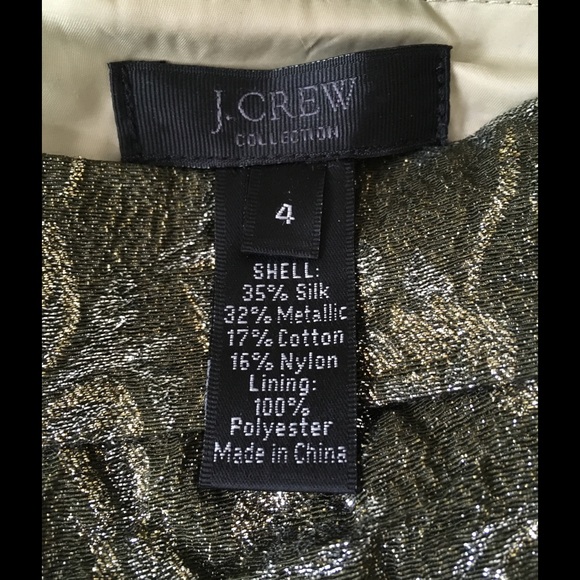 J.CREW
COLLECTION
4
SHELL:
35% Silk
32% Metallic
17% Cotton
16% Nylon
Lining:
100%
Polyester
Made in China